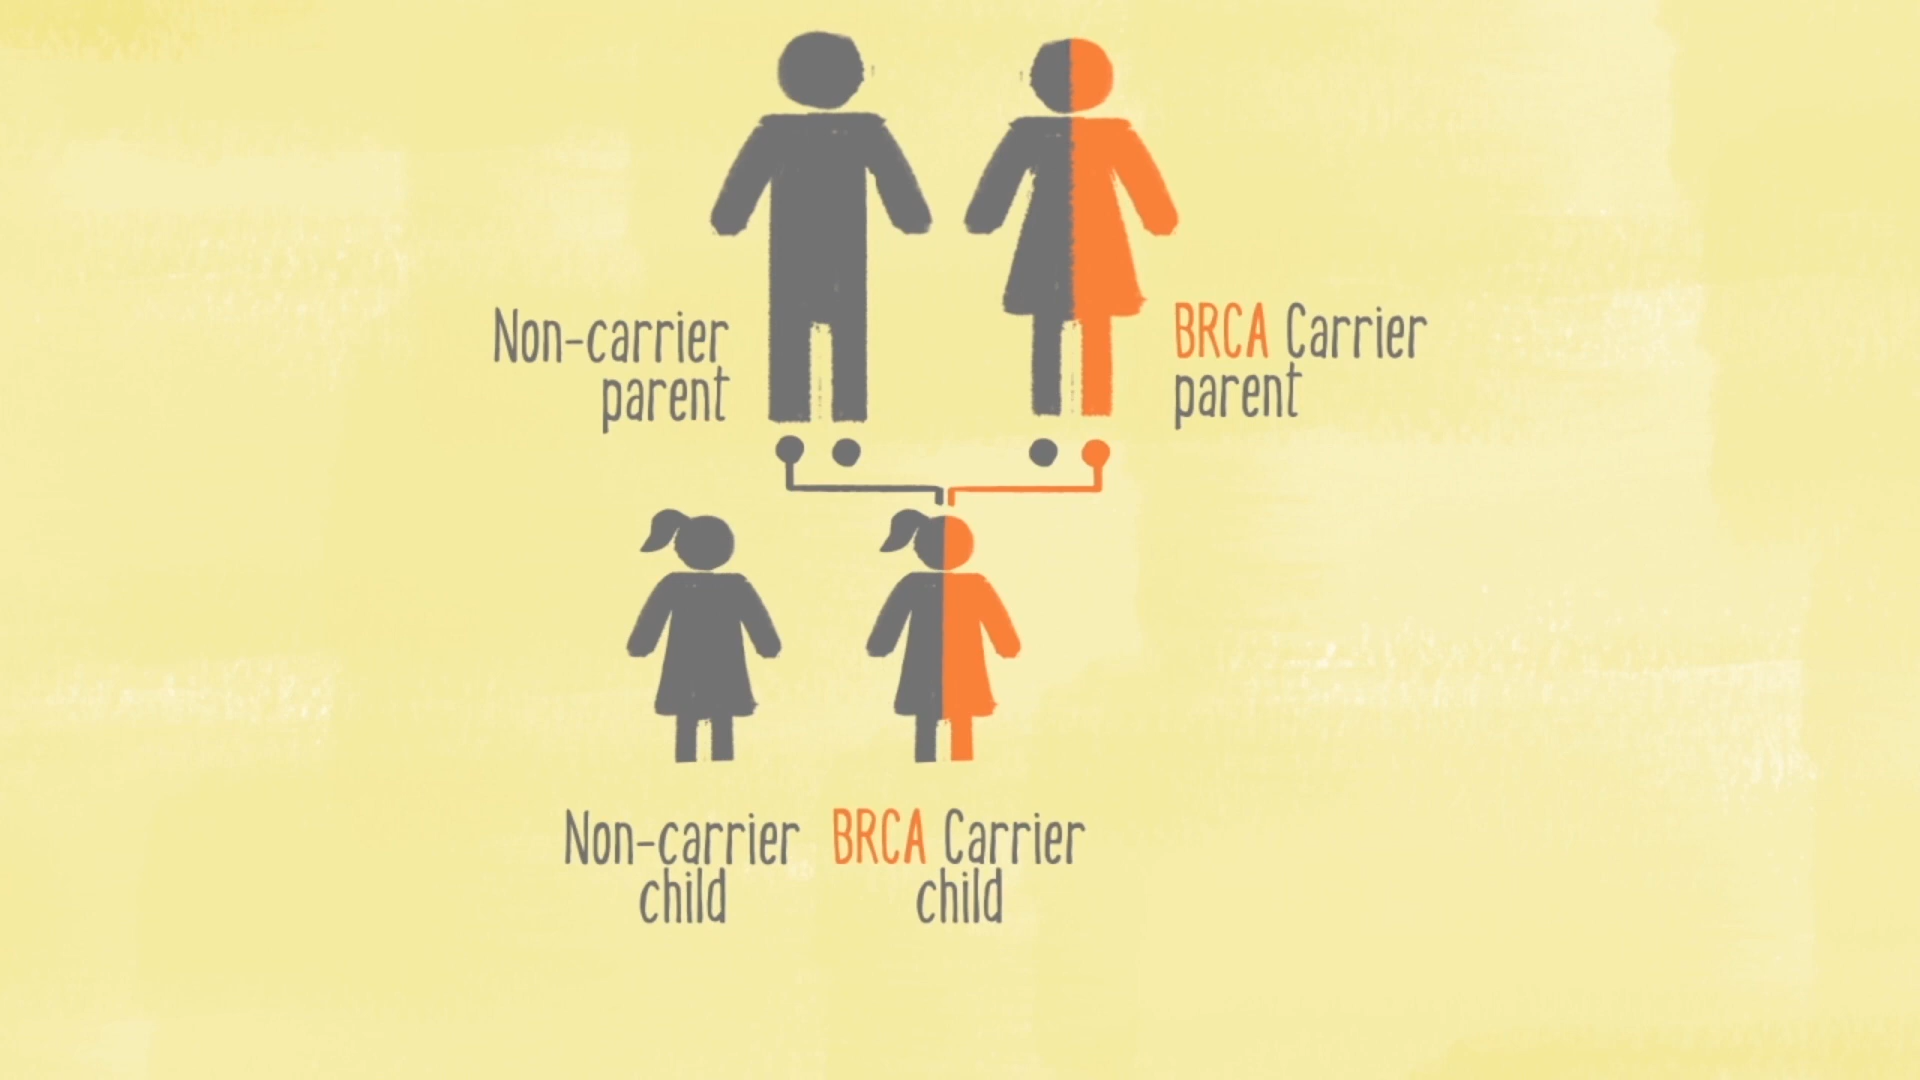 Non-carrier
parent
BRCA Carrier
parent
Non-carrier
child
BRCA Carrier
child